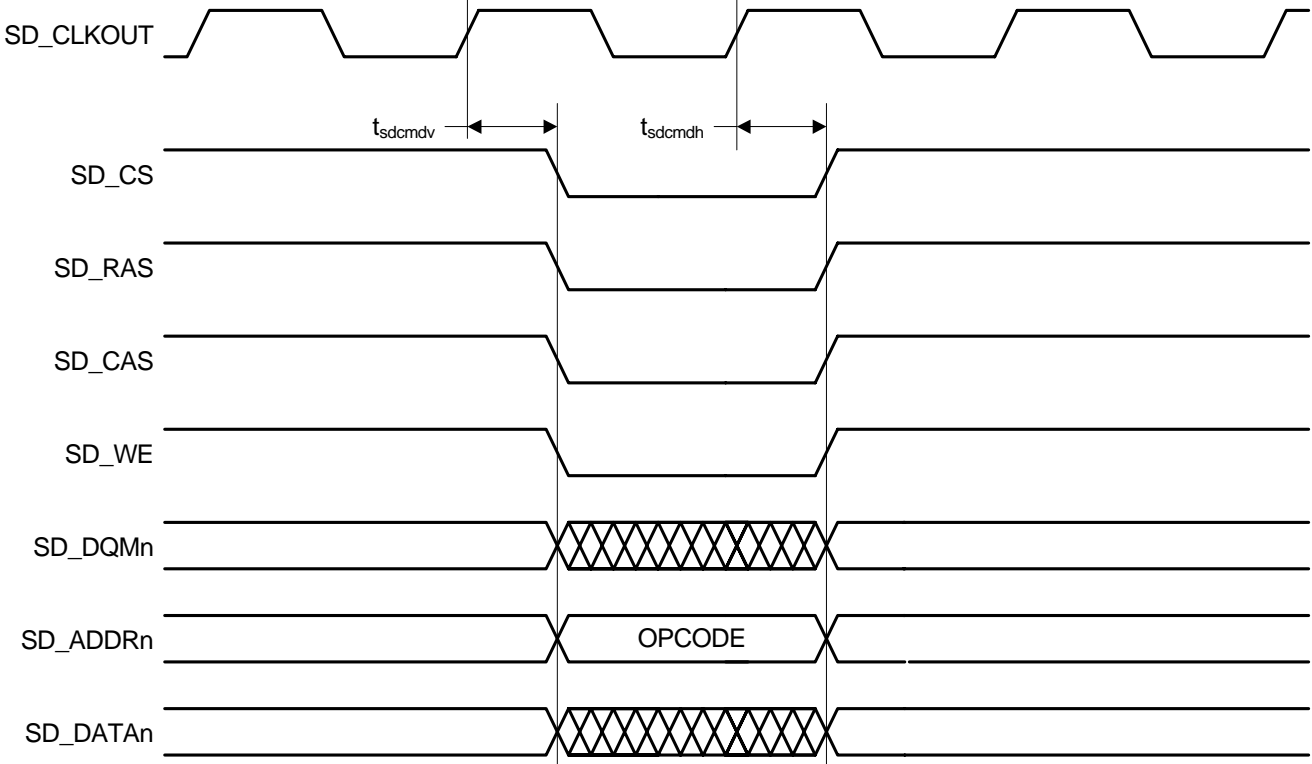 SD_CLKOUT
tsdcmdv
tsdcmdh
SD_CS
SD_RAS
SD_CAS
SD_WE
SD_DQMn
SD_ADDRn
OPCODE
SD_DATAn